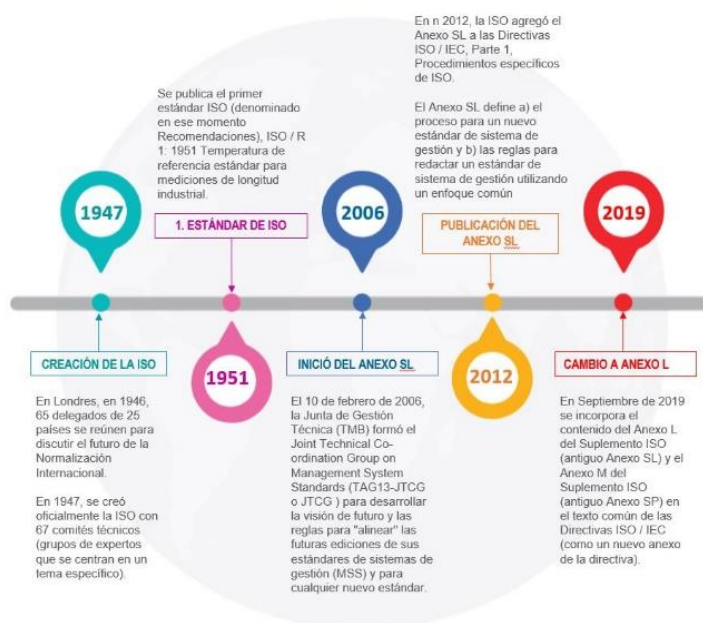 1947
CREACIÓN DE LA ISO
En Londres, en 1946,
65 delegados de 25
países se reúnen para
discutir el futuro de la
Normalización
Internacional.
En 1947, se creó
oficialmente la ISO con
67 comités técnicos
(grupos de expertos
que se centran en un
tema específico).
Se publica el primer
estándar ISO (denominado
en ese momento
Recomendaciones), ISO / R
1: 1951 Temperatura de
referencia estándar para
mediciones de longitud
industrial.
1. ESTÁNDAR DE ISO
1951
2006
INICIÓ DEL ANEXO SL
El 10 de febrero de 2006,
la Junta de Gestión
Técnica (TMB) formó el
Joint Technical Co-
ordination Group on
Management System
Standards (TAG13-JTCG
o JTCG ) para desarrollar
la visión de futuro y las
reglas para "alinear" las
futuras ediciones de sus
estándares de sistemas de
gestión (MSS) y para
cualquier nuevo estándar.
En n 2012, la ISO agregó el
Anexo SL a las Directivas
ISO / IEC, Parte 1,
Procedimientos específicos
de ISO.
El Anexo SL define a) el
proceso para un nuevo
estándar de sistema de
gestión y b) las reglas para
redactar un estándar de
sistema de gestión utilizando
un enfoque común
PUBLICACIÓN DEL
ANEXO SL
2012
2019
CAMBIO A ANEXO L
En Septiembre de 2019
se incorpora el
contenido del Anexo L
del Suplemento ISO
(antiguo Anexo SL) y el
Anexo M del
Suplemento ISO
(antiguo Anexo SP) en
el texto común de las
Directivas ISO / IEC
(como un nuevo anexo
de la directiva).